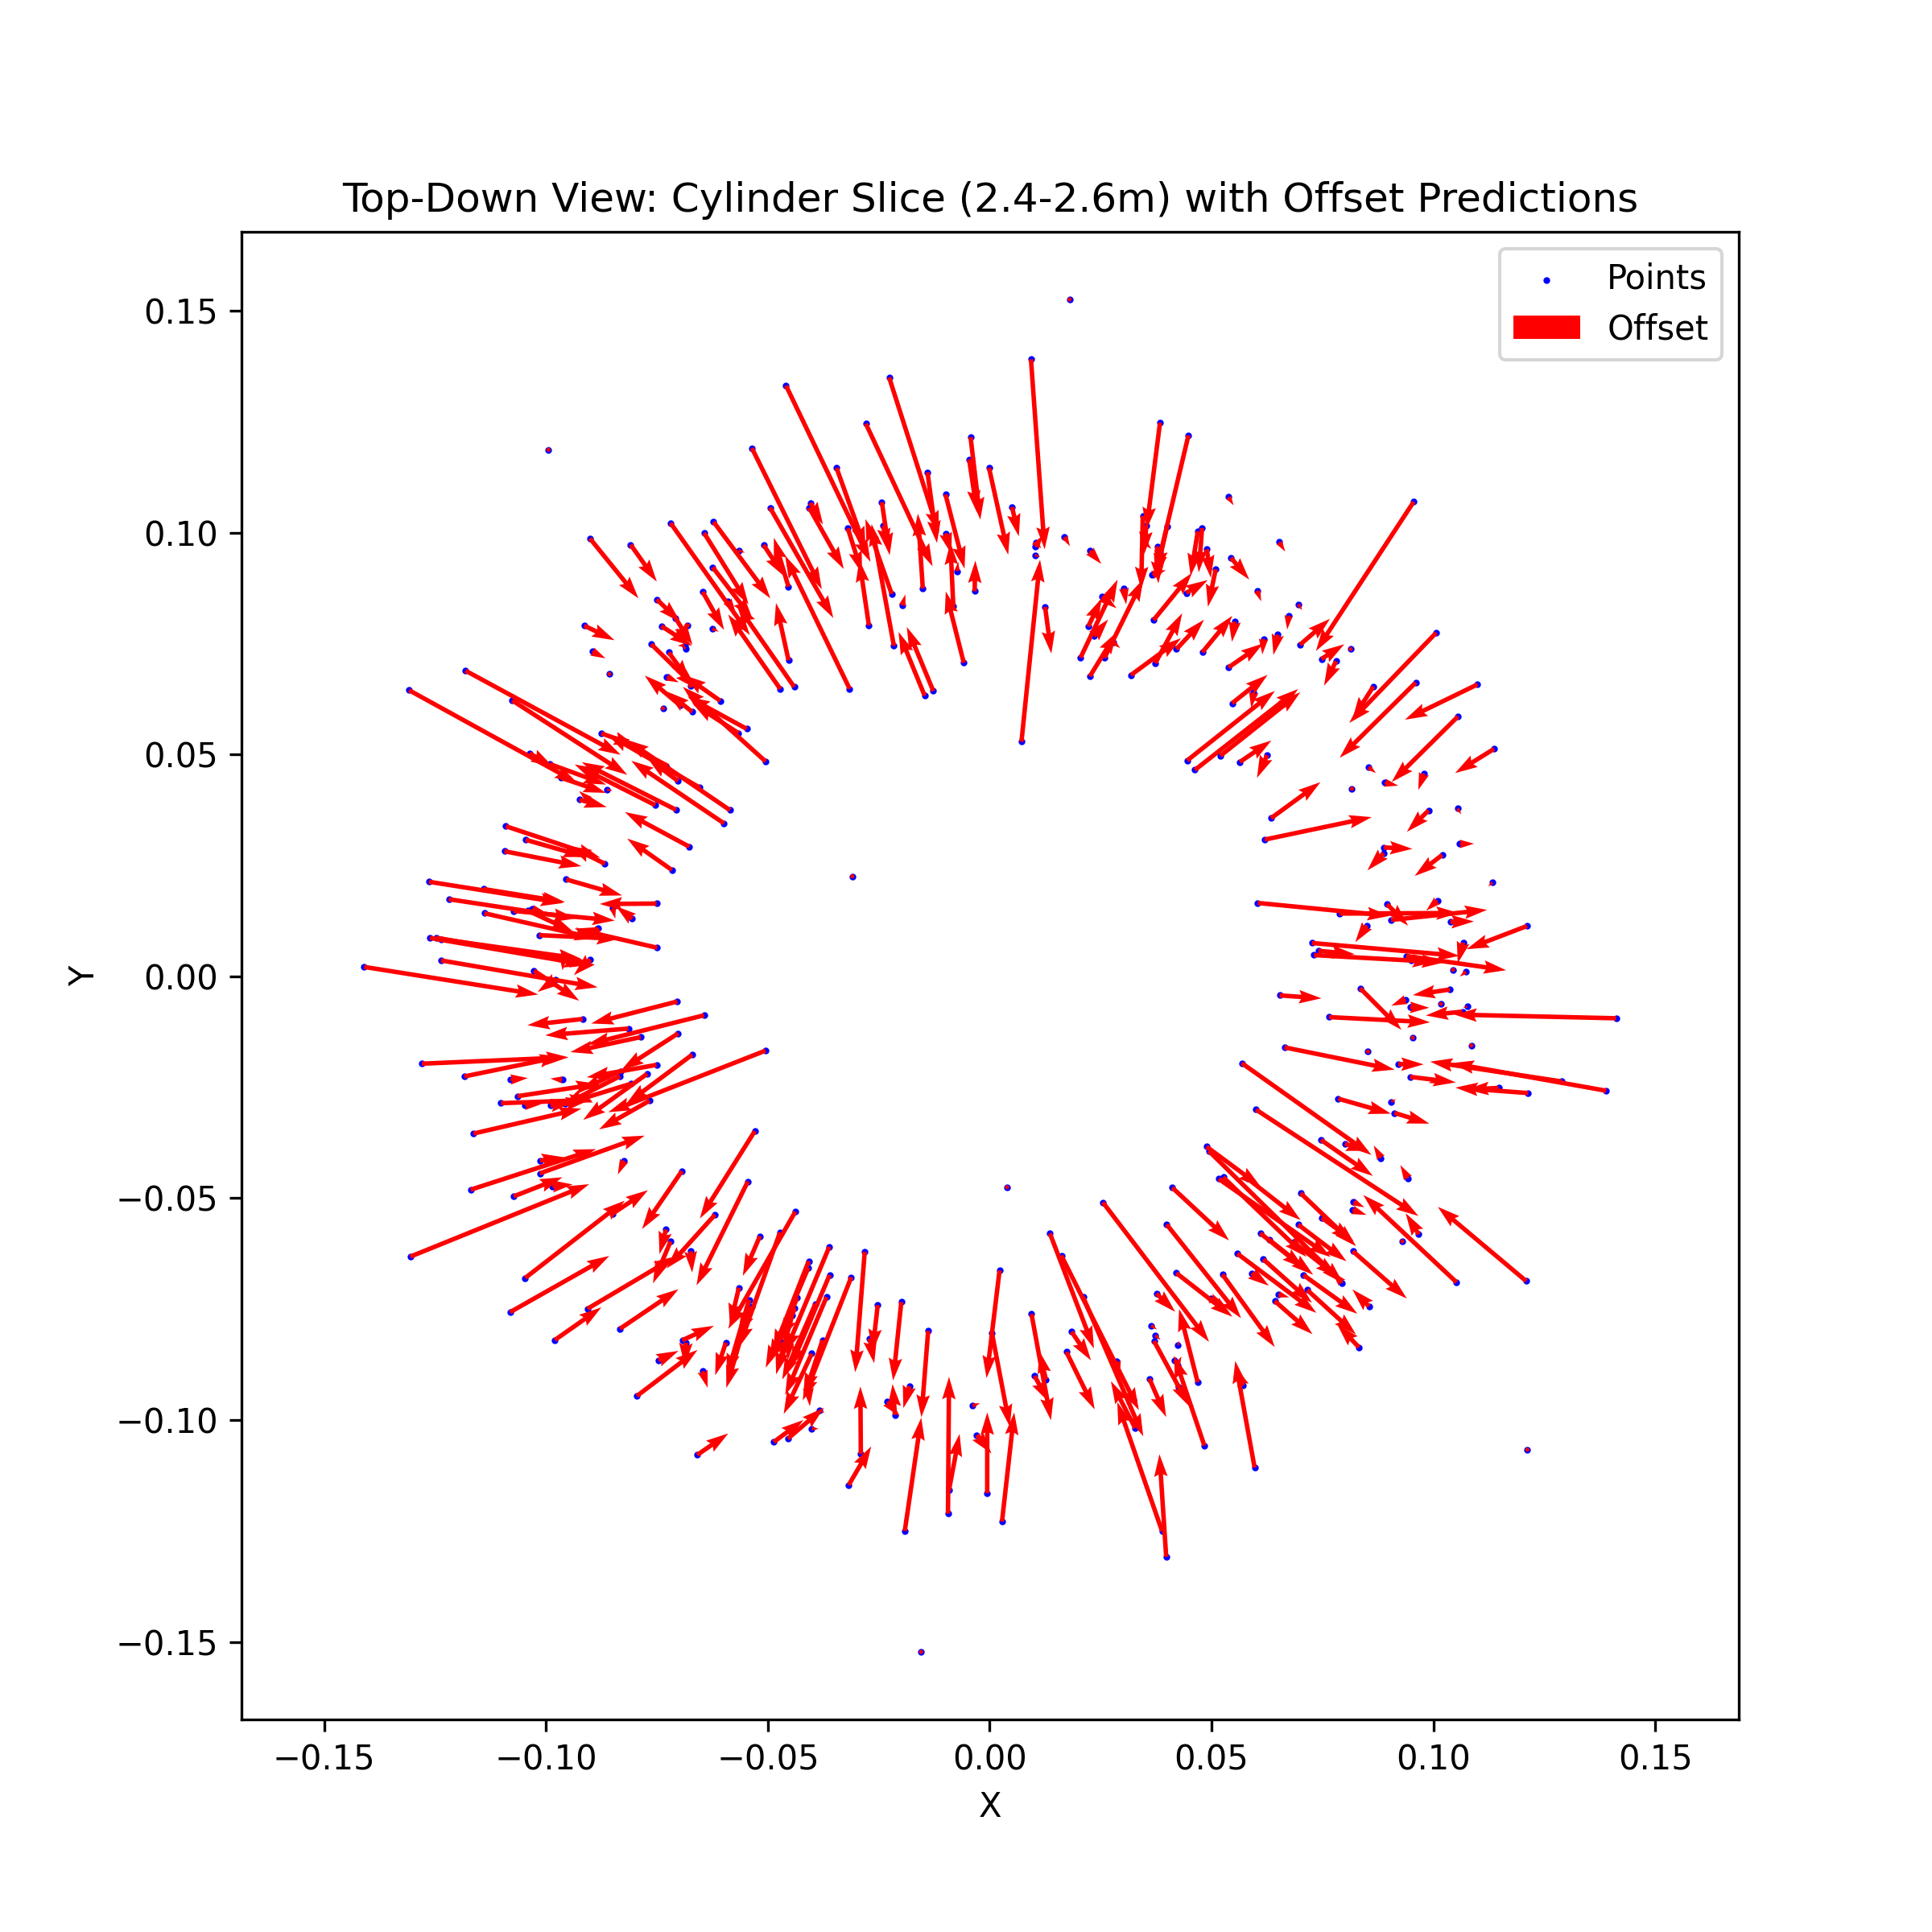 Top-Down View: Cylinder Slice (2.4-2.6m) with Offset Predictions
Points
Offset
0.15
0.10
0.05
0.00
−0.05
−0.10
−0.15
Y
−0.15 −0.10 −0.05 0.00 0.05 0.10 0.15
X